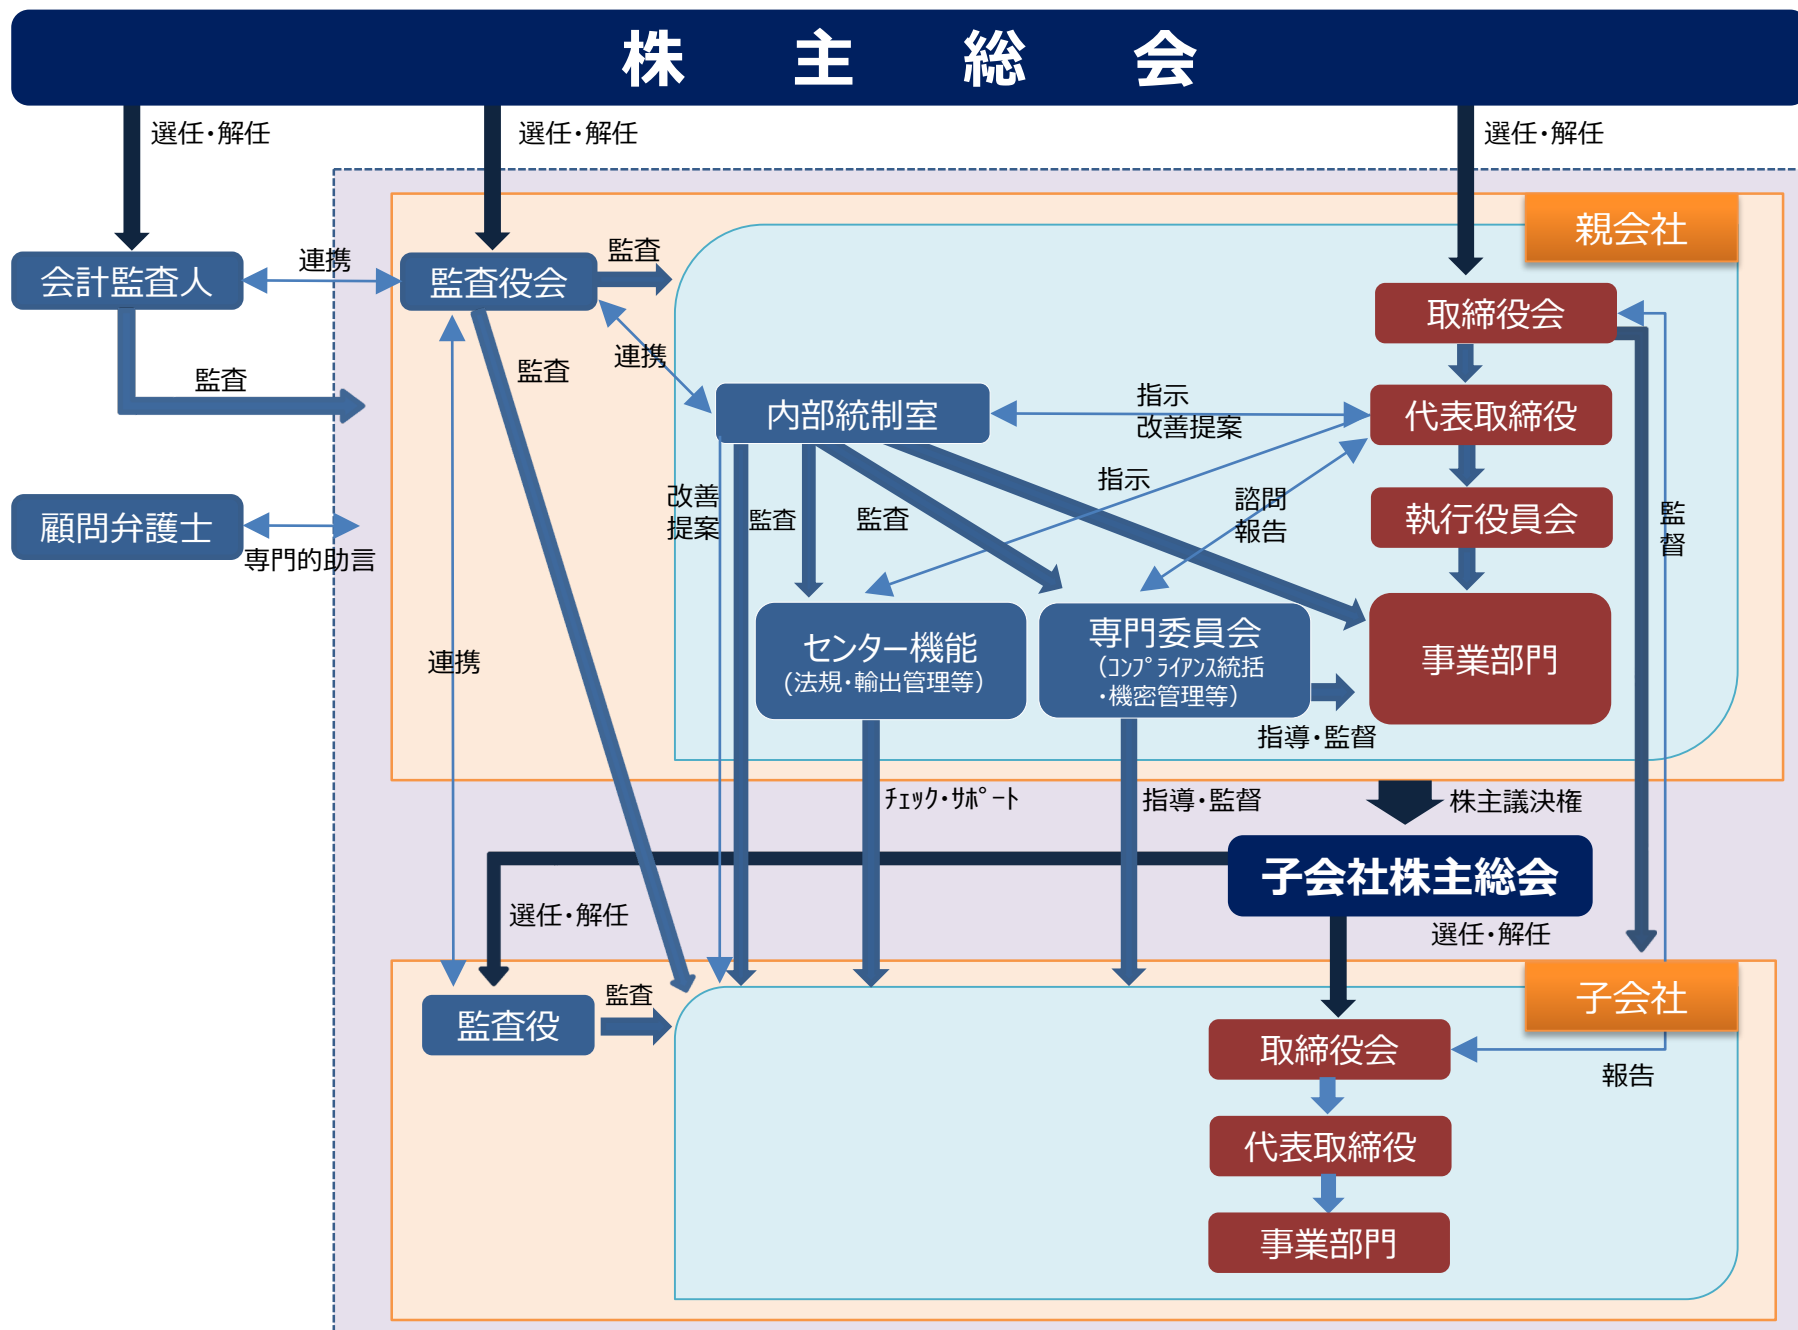 株主総会
選任・解任
選任・解任
選任・解任
親会社
会計監査人
連携
監査役会
監査
取締役会
監査
監査
連携
内部統制室
指示
改善提案
代表取締役
顧問弁護士
専門的助言
改善
提案
監査
監査
指示
諮問
報告
執行役員会
監
督
連携
センター機能
(法規・輸出管理等)
専門委員会
(ｺﾝﾌﾟﾗｲｱﾝｽ統括
・機密管理等)
事業部門
指導・監督
ﾁｪｯｸ・ｻﾎﾟｰﾄ
指導・監督
株主議決権
子会社株主総会
選任・解任
選任・解任
子会社
監査役
監査
取締役会
報告
代表取締役
事業部門